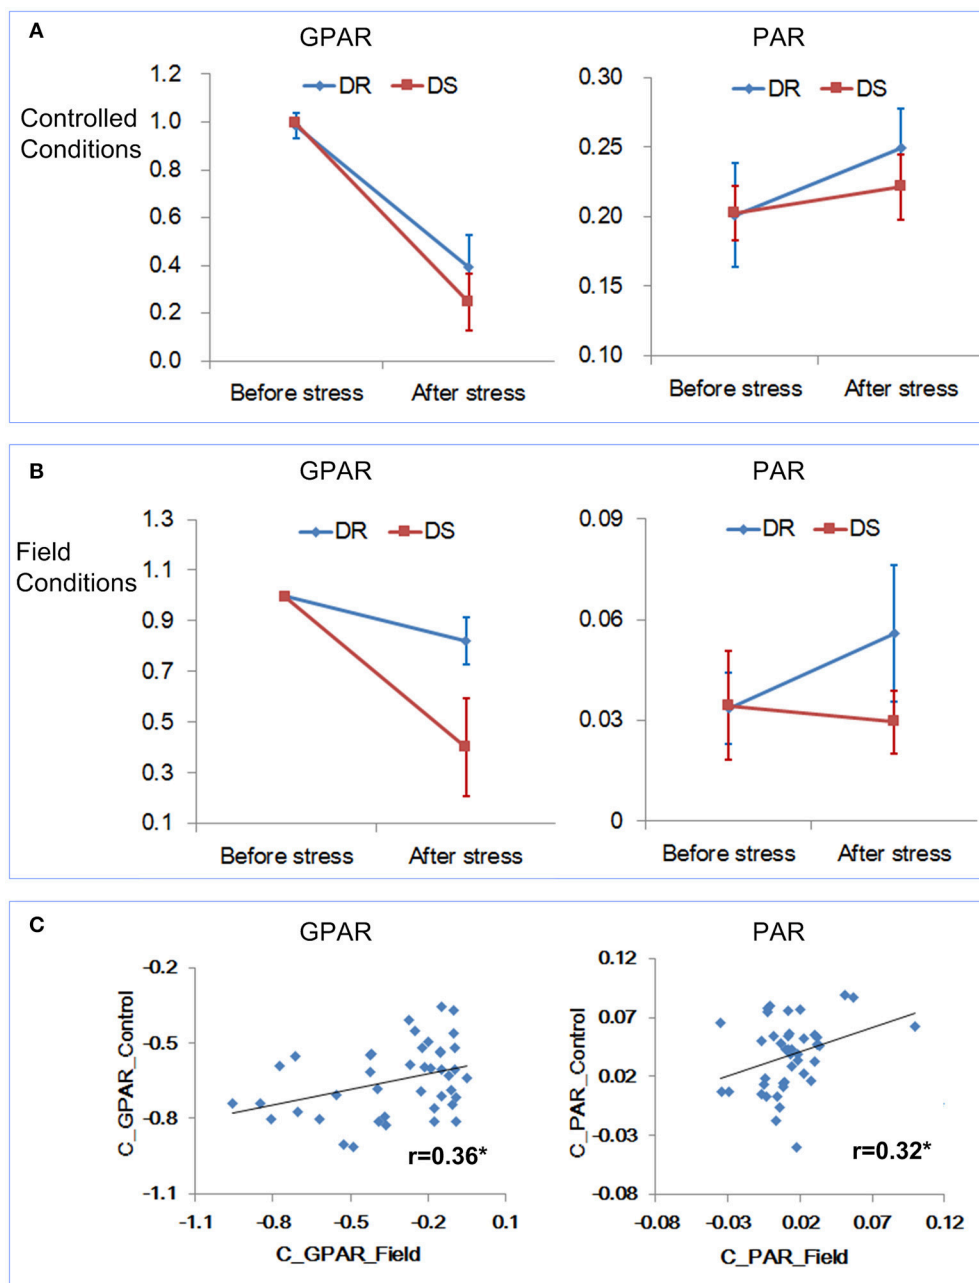 A
GPAR
PAR
Controlled
Conditions
DR DS
1.2
1.0
0.8
0.6
0.4
0.2
0.0
Before stress After stress
DR DS
0.30
0.25
0.20
0.15
0.10
Before stress After stress
B
GPAR
PAR
Field
Conditions
DR DS
1.3
1.1
0.9
0.7
0.5
0.3
0.1
Before stress After stress
DR DS
0.09
0.06
0.03
0
Before stress After stress
C
GPAR
PAR
C_GPAR_Control
-0.2
-0.5
-0.8
-1.1
r=0.36*
-1.1 -0.8 -0.5 -0.2 0.1
C_GPAR_Field
C_PAR_Control
0.12
0.07
0.02
-0.03
-0.08
r=0.32*
-0.08 -0.03 0.02 0.07 0.12
C_PAR_Field